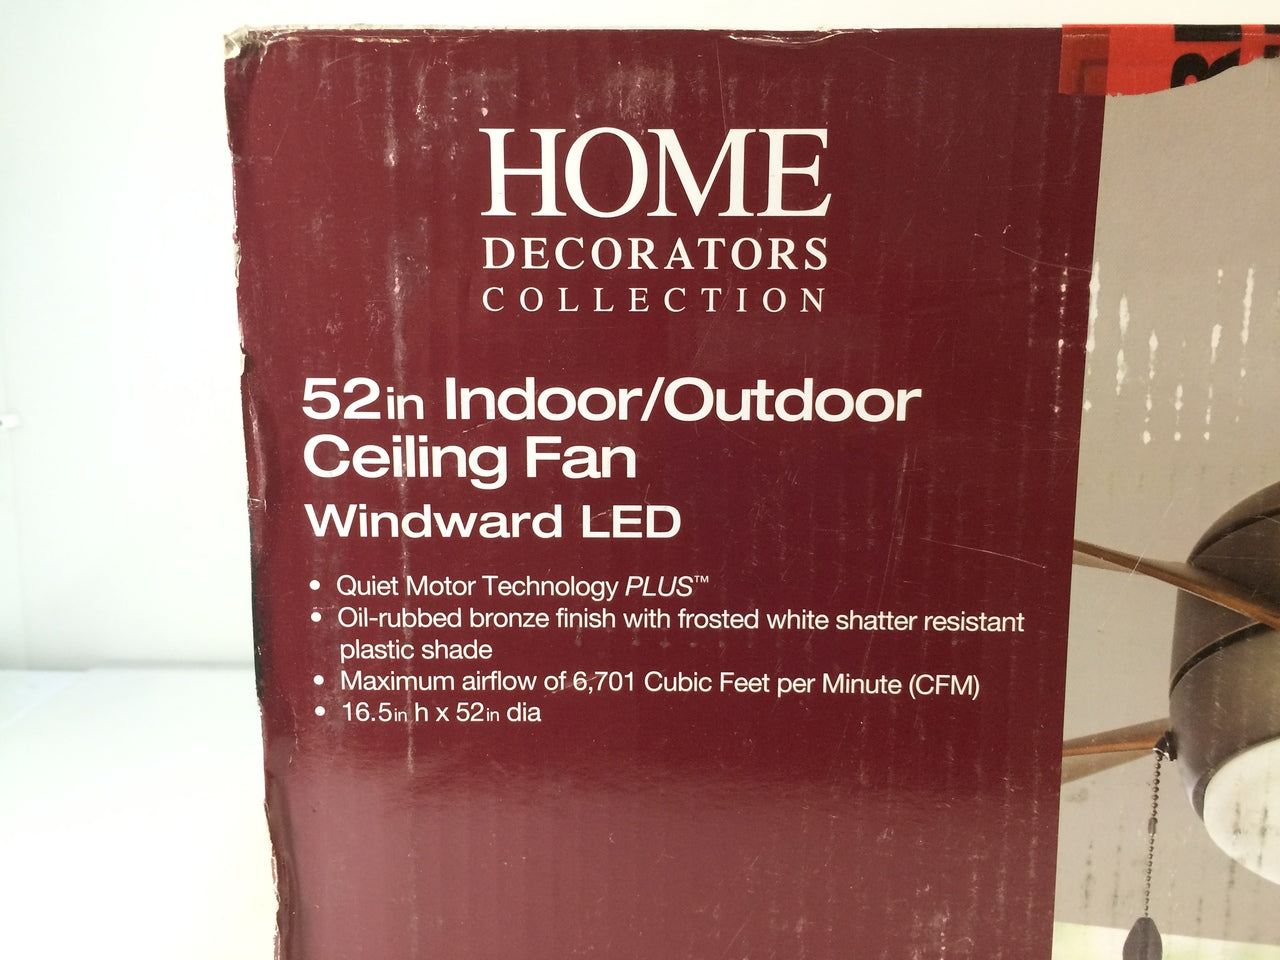 HOME
DECORATORS
COLLECTION
52in Indoor/Outdoor
Ceiling Fan
Windward LED
• Quiet Motor Technology PLUS™
• Oil-rubbed bronze finish with frosted white shatter resistant
plastic shade
• Maximum airflow of 6,701 Cubic Feet per Minute (CFM)
• 16.5in h x 52in dia